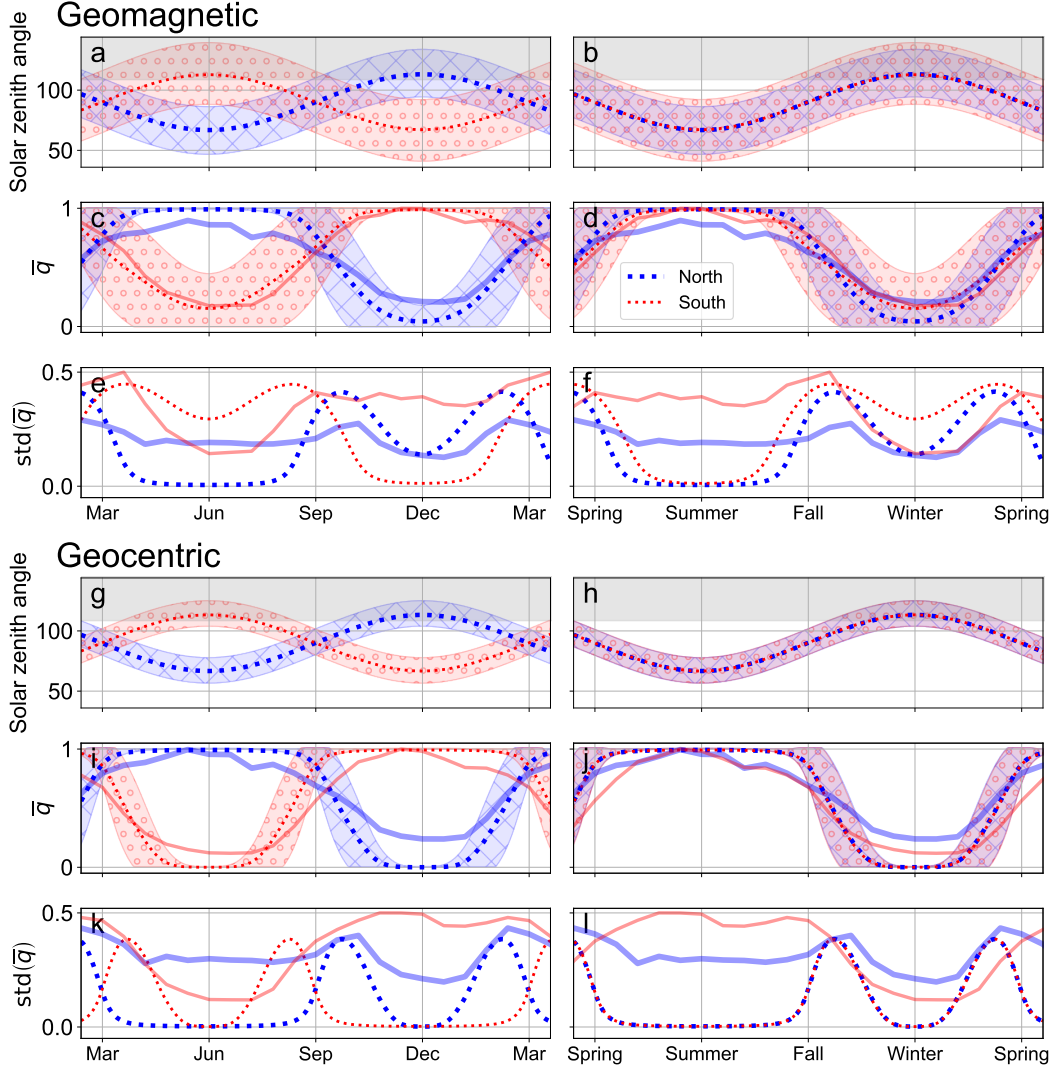 Geomagnetic
Solar zenith angle
100
50
a
b
q̅
1
0
c
d
North
South
std(q̅)
0.5
0.0
e
f
Mar Jun Sep Dec Mar
Spring Summer Fall Winter Spring
Geocentric
Solar zenith angle
100
50
g
h
q̅
1
0
i
j
std(q̅)
0.5
0.0
k
l
Mar Jun Sep Dec Mar
Spring Summer Fall Winter Spring